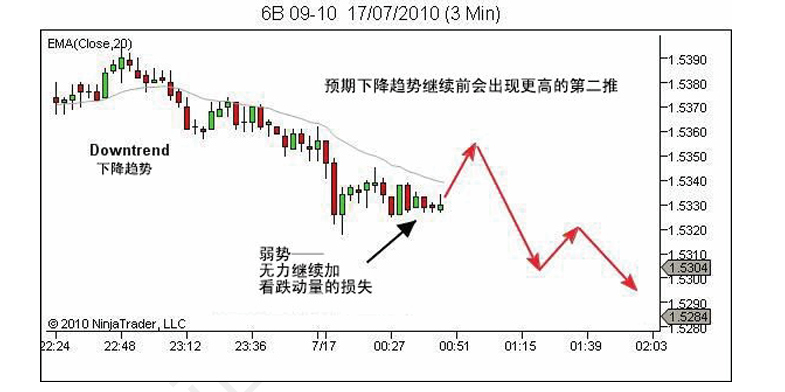 6B 09-10 17/07/2010 (3 Min)
EMA(Close,20)
预期下降趋势继续前会出现更高的第二推
Downtrend
下降趋势
弱势——
无力继续加
看跌动量的损失
© 2010 NinjaTrader, LLC
1.5390
1.5380
1.5370
1.5360
1.5350
1.5340
1.5330
1.5320
1.5310
1.5304
1.5300
1.5290
1.5284
1.5280
22:24 22:48 23:12 23:36 7/17 00:27 00:51 01:15 01:39 02:03